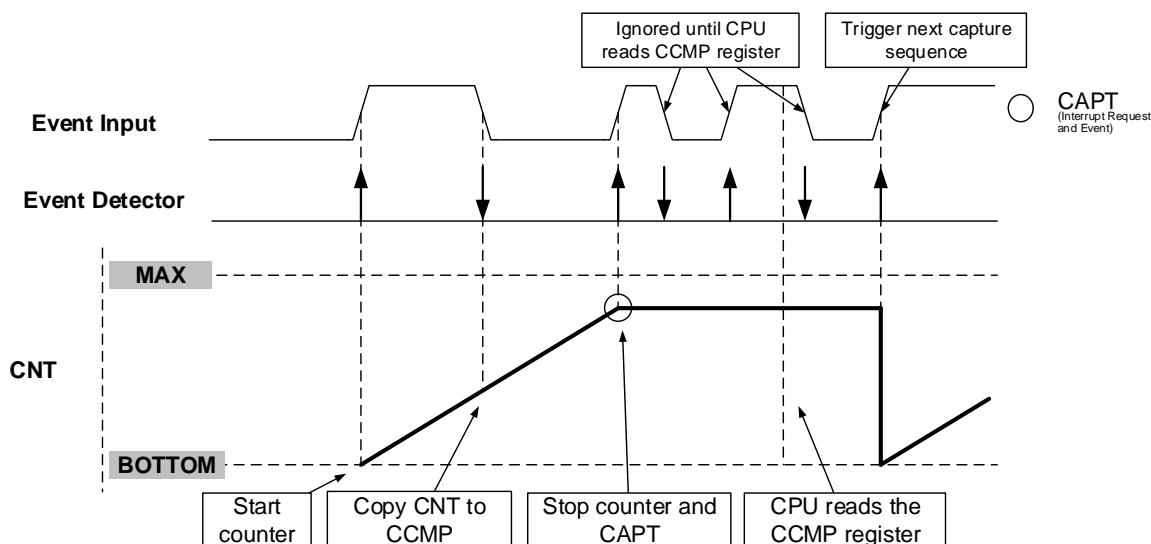 Ignored until CPU
reads CCMP register
Trigger next capture
sequence
Event Input
CAPT
(Interrupt Request
and Event)
Event Detector
MAX
CNT
BOTTOM
Start
counter
Copy CNT to
CCMP
Stop counter and
CAPT
CPU reads the
CCMP register